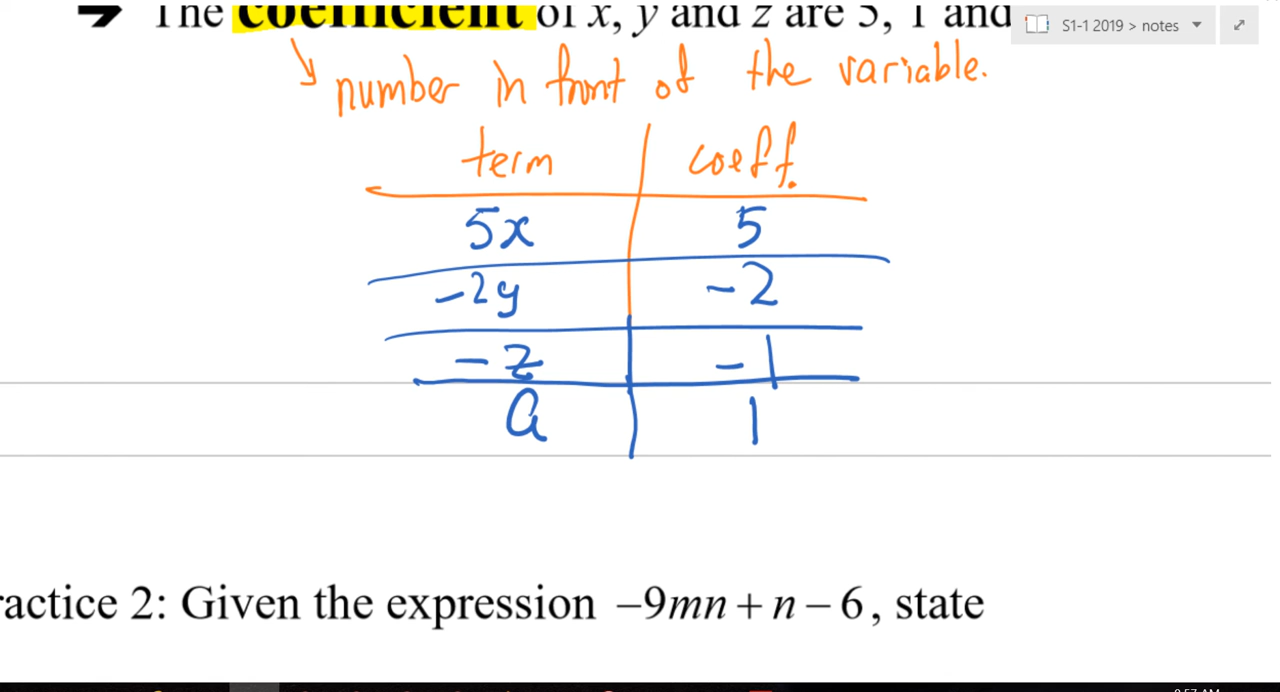 The coefficient of x, y and z are 5, 1 and
S1-1 2019 > notes
number in front of the variable.
term coeff.
5x 5
-2y -2
-z -1
a 1
ractice 2: Given the expression −9mn + n − 6, state